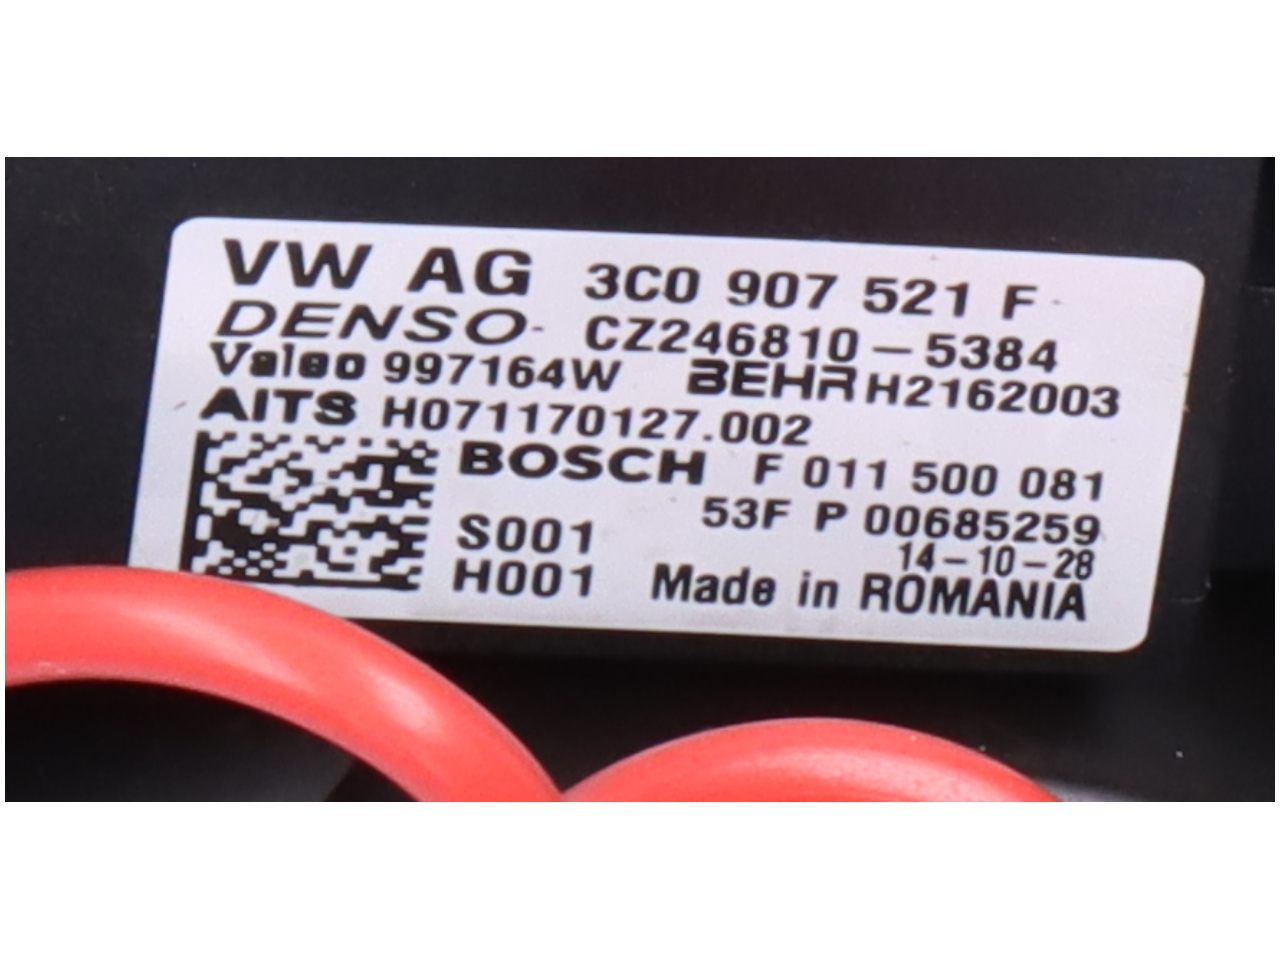 VW AG 3C0 907 521 F
DENSO CZ246810-5384
Valeo 997164W BEHR H2162003
AITS H071170127.002
BOSCH F 011 500 081
53F P 00685259
S001 14-10-28
H001 Made in ROMANIA